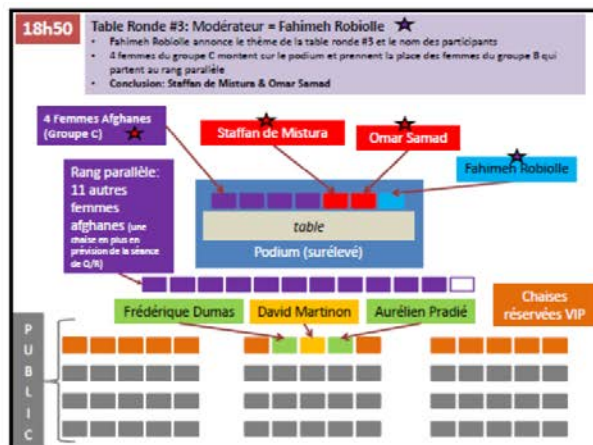 18h50
Table Ronde #3: Modérateur = Fahimeh Robiolle
• Fahimeh Robiolle annonce le thème de la table ronde #3 et le nom des participants
• 4 femmes du groupe C montent sur le podium et prennent la place des femmes du groupe B qui
partent au rang parallèle
• Conclusion: Staffan de Mistura & Omar Samad
4 Femmes Afghanes
(Groupe C)
Staffan de Mistura
Omar Samad
Fahimeh Robiolle
Rang parallèle:
11 autres
femmes
afghanes (une
chaise en plus en
prévision de la séance
de Q/R)
table
Podium (surélevé)
Frédérique Dumas
David Martinon
Aurélien Pradié
Chaises
réservées VIP
P
U
B
L
I
C